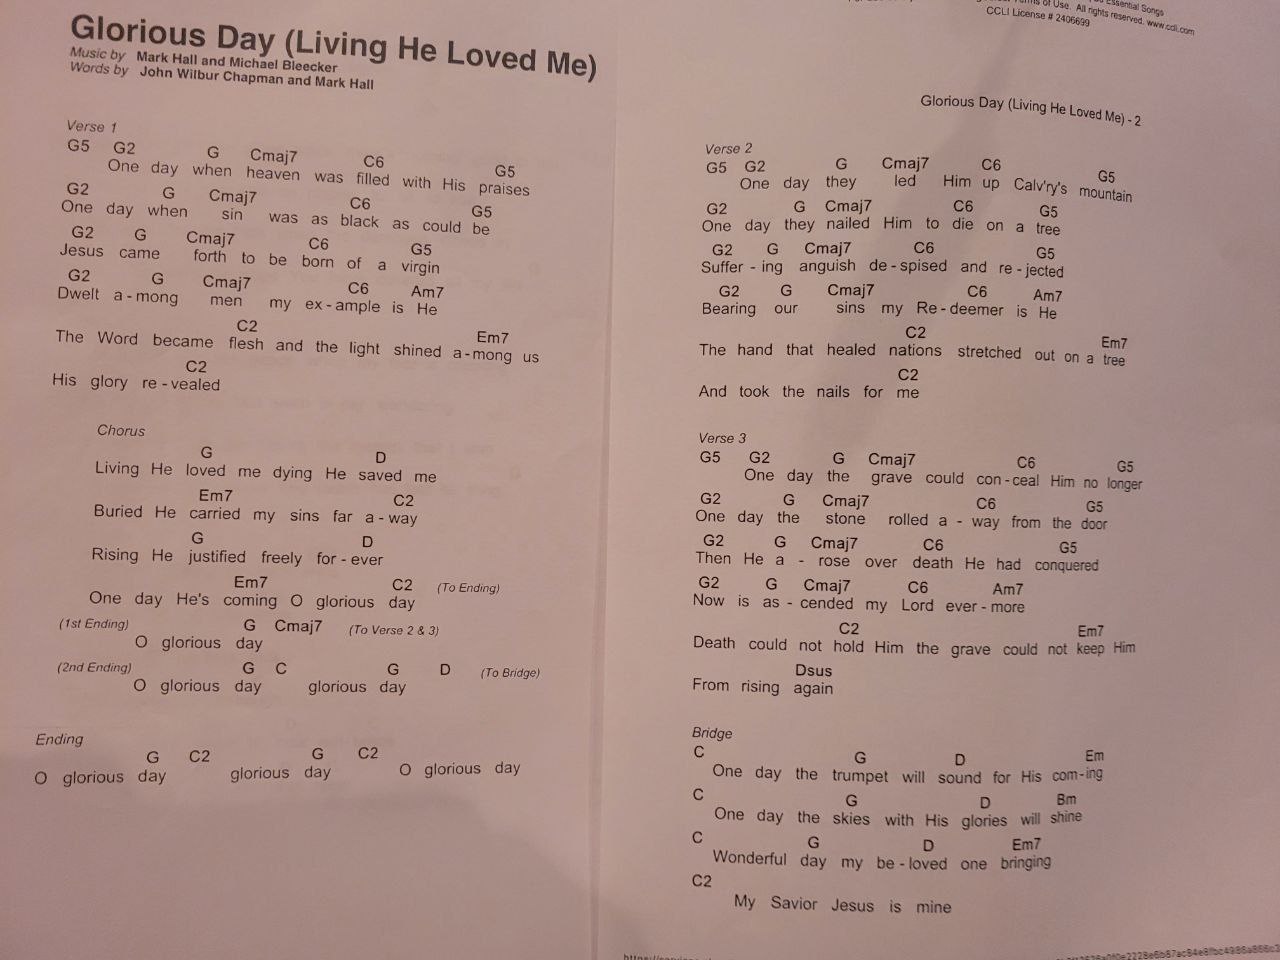 Essential Songs
Terms of Use. All rights reserved. www.ccli.com
CCLI License # 2406699
Glorious Day (Living He Loved Me)
Music by Mark Hall and Michael Bleecker
Words by John Wilbur Chapman and Mark Hall
Verse 1
G5 G2 G Cmaj7 C6 G5
One day when heaven was filled with His praises
G2 G Cmaj7 C6 G5
One day when sin was as black as could be
G2 G Cmaj7 C6 G5
Jesus came forth to be born of a virgin
G2 G Cmaj7 C6 Am7
Dwelt a-mong men my ex-ample is He
C2 Em7
The Word became flesh and the light shined a-mong us
C2
His glory re-vealed
Chorus
G D
Living He loved me dying He saved me
Em7 C2
Buried He carried my sins far a-way
G D
Rising He justified freely for-ever
Em7 C2 (To Ending)
One day He's coming O glorious day
(1st Ending) G Cmaj7 (To Verse 2 & 3)
O glorious day
(2nd Ending) G C G D (To Bridge)
O glorious day glorious day
Ending
G C2 G C2
O glorious day glorious day O glorious day
Glorious Day (Living He Loved Me) - 2
Verse 2
G5 G2 G Cmaj7 C6 G5
One day they led Him up Calv'ry's mountain
G2 G Cmaj7 C6 G5
One day they nailed Him to die on a tree
G2 G Cmaj7 C6 G5
Suffer-ing anguish de-spised and re-jected
G2 G Cmaj7 C6 Am7
Bearing our sins my Re-deemer is He
C2 Em7
The hand that healed nations stretched out on a tree
C2
And took the nails for me
Verse 3
G5 G2 G Cmaj7 C6 G5
One day the grave could con-ceal Him no longer
G2 G Cmaj7 C6 G5
One day the stone rolled a-way from the door
G2 G Cmaj7 C6 G5
Then He a-rose over death He had conquered
G2 G Cmaj7 C6 Am7
Now is as-cended my Lord ever-more
C2 Em7
Death could not hold Him the grave could not keep Him
Dsus
From rising again
Bridge
C G D Em
One day the trumpet will sound for His com-ing
C G D Bm
One day the skies with His glories will shine
C G D Em7
Wonderful day my be-loved one bringing
C2
My Savior Jesus is mine